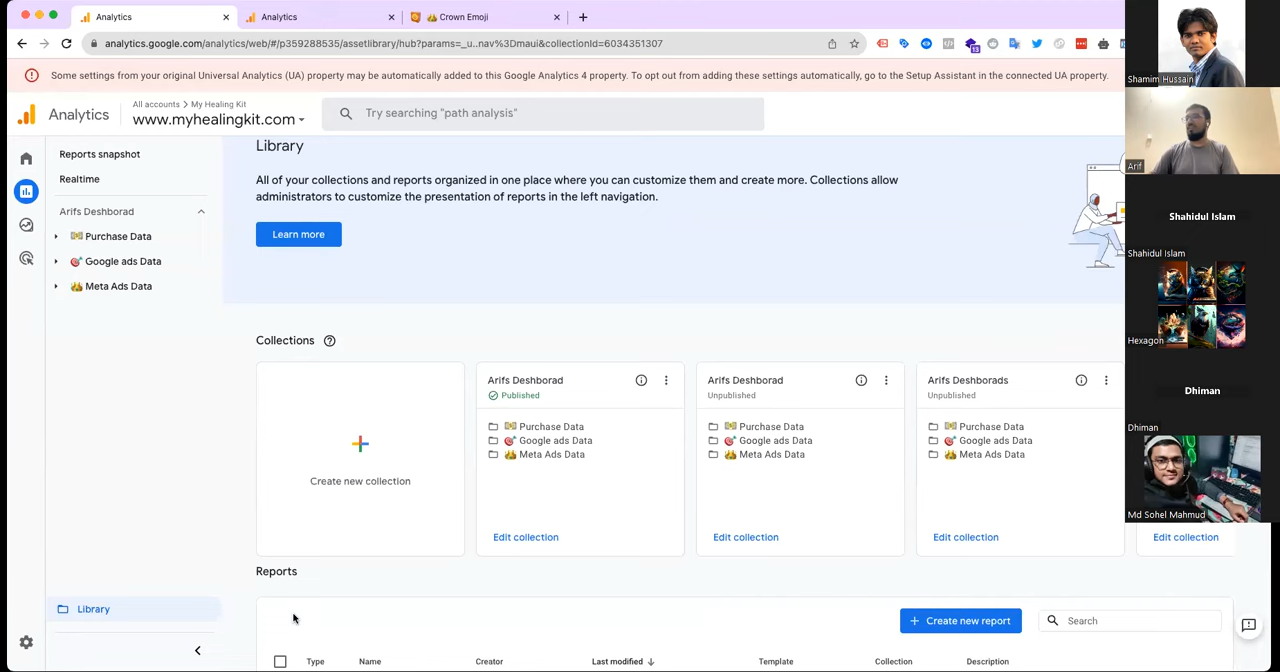 Analytics
Analytics
Crown Emoji
analytics.google.com/analytics/web/#/p359288535/assetlibrary/hub?params=_u..nav%3Dmaui&collectionId=6034351307
13
Some settings from your original Universal Analytics (UA) property may be automatically added to this Google Analytics 4 property. To opt out from adding these settings automatically, go to the Setup Assistant in the connected UA property.
Analytics
All accounts > My Healing Kit
www.myhealingkit.com
Try searching "path analysis"
Reports snapshot
Realtime
Arifs Deshborad
Purchase Data
Google ads Data
Meta Ads Data
Library
Library
All of your collections and reports organized in one place where you can customize them and create more. Collections allow
administrators to customize the presentation of reports in the left navigation.
Learn more
Collections
Create new collection
Arifs Deshborad
Published
Purchase Data
Google ads Data
Meta Ads Data
Edit collection
Arifs Deshborad
Unpublished
Purchase Data
Google ads Data
Meta Ads Data
Edit collection
Arifs Deshborads
Unpublished
Purchase Data
Google ads Data
Meta Ads Data
Edit collection
Edit collection
Reports
+ Create new report
Search
Type Name Creator Last modified Template Collection Description
Shamim Hussain
Arif
Shahidul Islam
Shahidul Islam
Hexagon
Dhiman
Dhiman
Md Sohel Mahmud